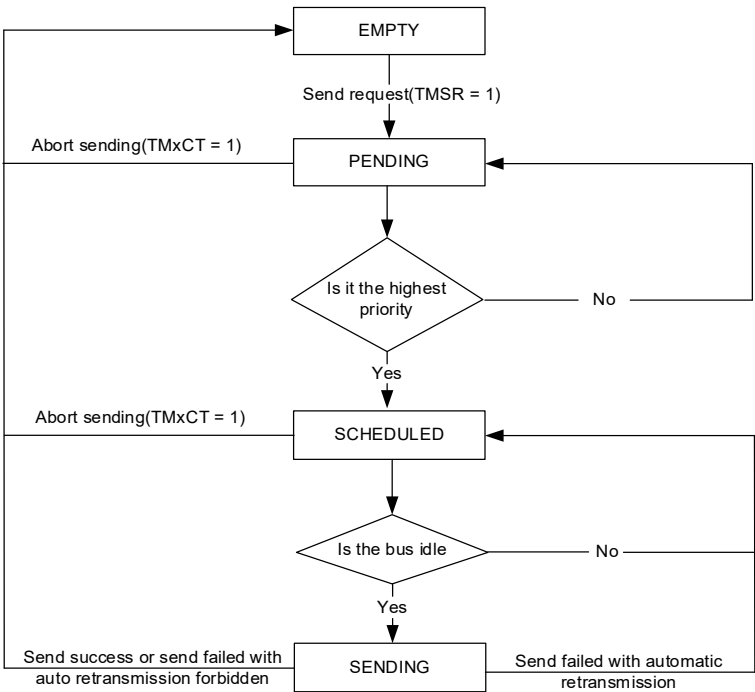 EMPTY
Send request(TMSR = 1)
Abort sending(TMxCT = 1)
PENDING
Is it the highest
priority
No
Yes
Abort sending(TMxCT = 1)
SCHEDULED
Is the bus idle
No
Yes
Send success or send failed with
auto retransmission forbidden
SENDING
Send failed with automatic
retransmission